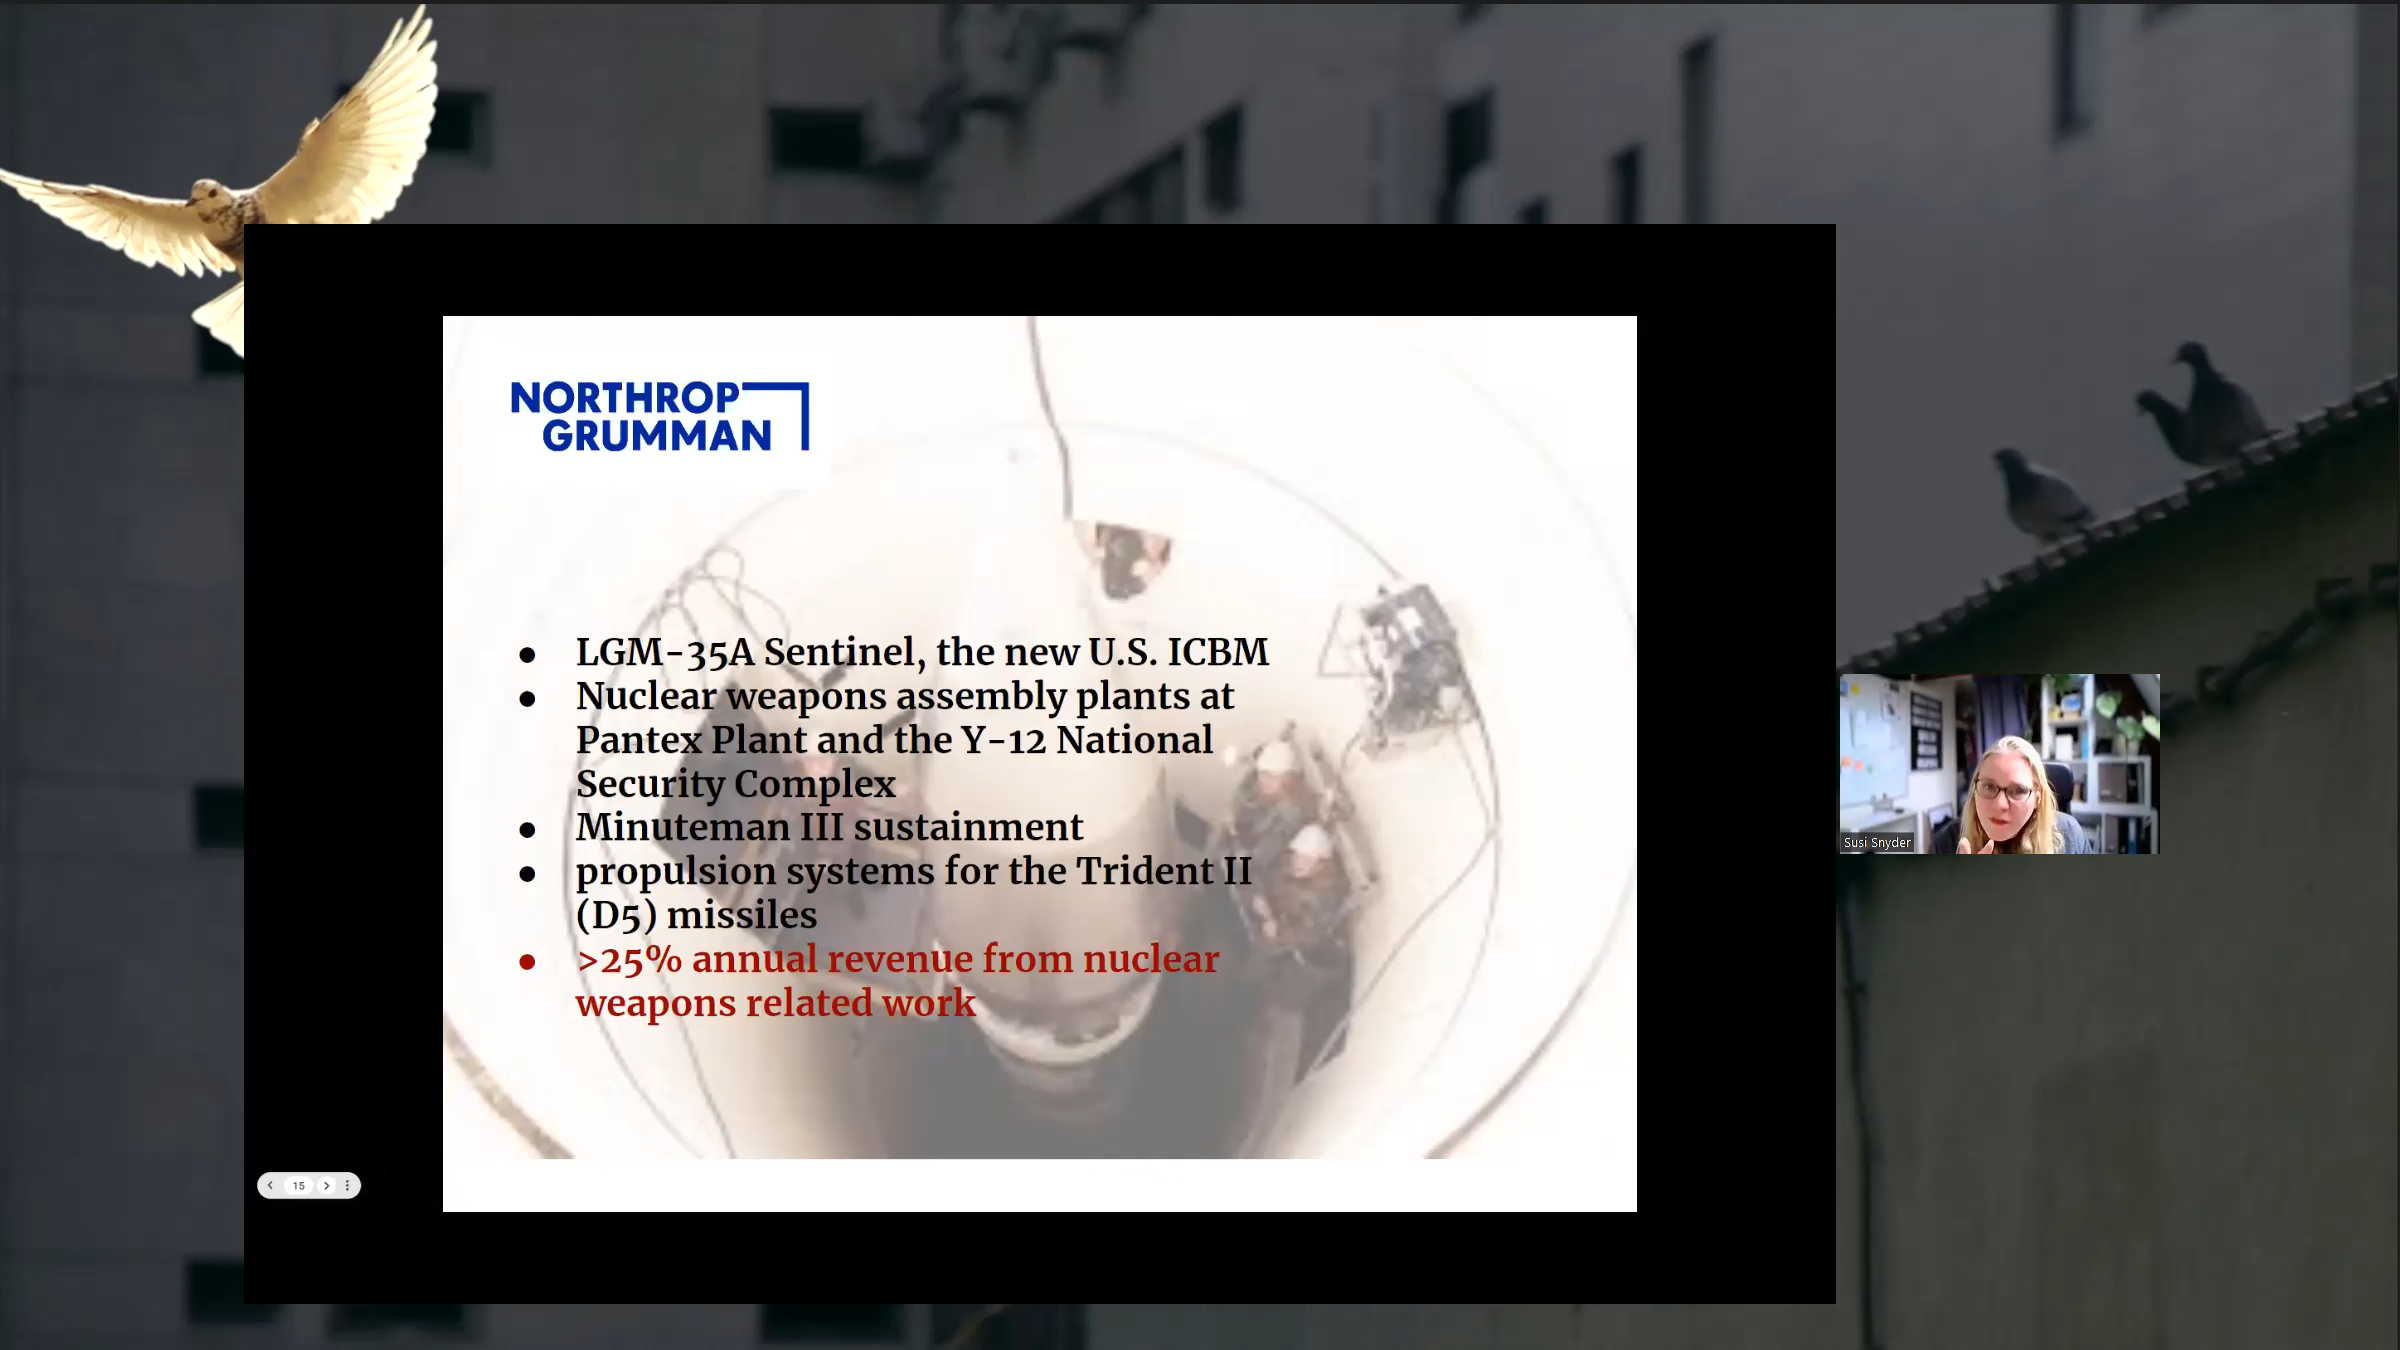 NORTHROP
GRUMMAN
● LGM-35A Sentinel, the new U.S. ICBM
● Nuclear weapons assembly plants at
Pantex Plant and the Y-12 National
Security Complex
● Minuteman III sustainment
● propulsion systems for the Trident II
(D5) missiles
● >25% annual revenue from nuclear
weapons related work
Susi Snyder
15